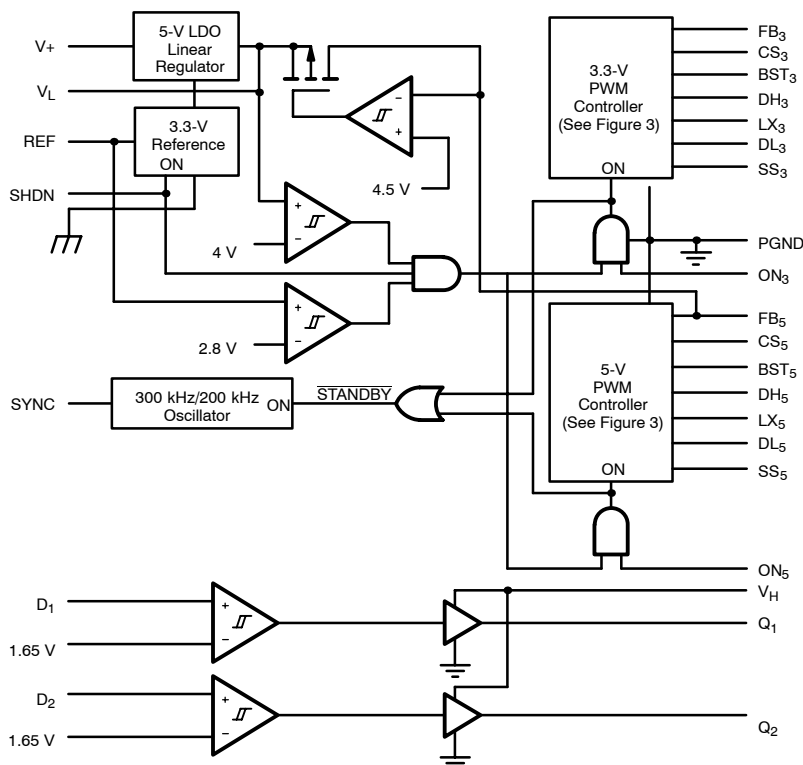 V+
5-V LDO
Linear
Regulator
VL
REF
3.3-V
Reference
ON
SHDN
−
+
4.5 V
+
−
4 V
+
−
2.8 V
3.3-V
PWM
Controller
(See Figure 3)
ON
FB3
CS3
BST3
DH3
LX3
DL3
SS3
PGND
ON3
5-V
PWM
Controller
(See Figure 3)
ON
FB5
CS5
BST5
DH5
LX5
DL5
SS5
SYNC
300 kHz/200 kHz
Oscillator
ON
STANDBY
ON5
VH
D1
+
−
1.65 V
Q1
D2
+
−
1.65 V
Q2